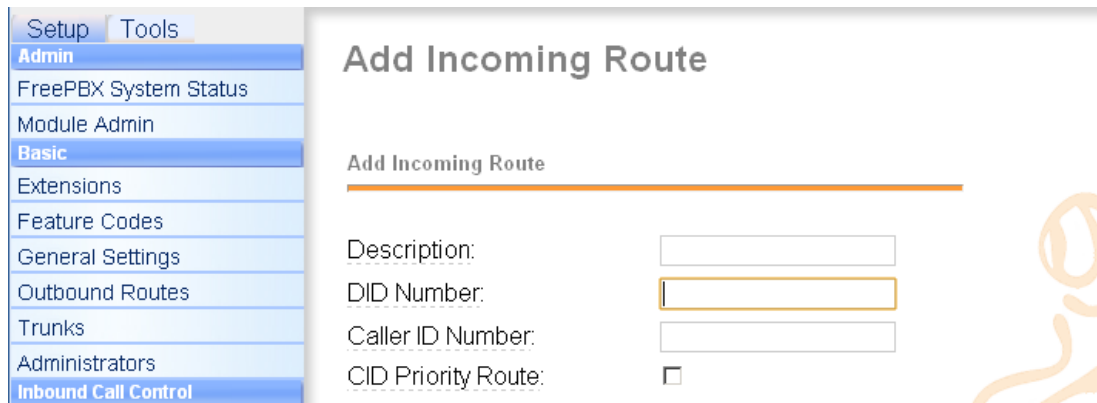 Setup Tools
Admin
FreePBX System Status
Module Admin
Basic
Extensions
Feature Codes
General Settings
Outbound Routes
Trunks
Administrators
Inbound Call Control
Add Incoming Route
Add Incoming Route
Description:
DID Number:
Caller ID Number:
CID Priority Route: